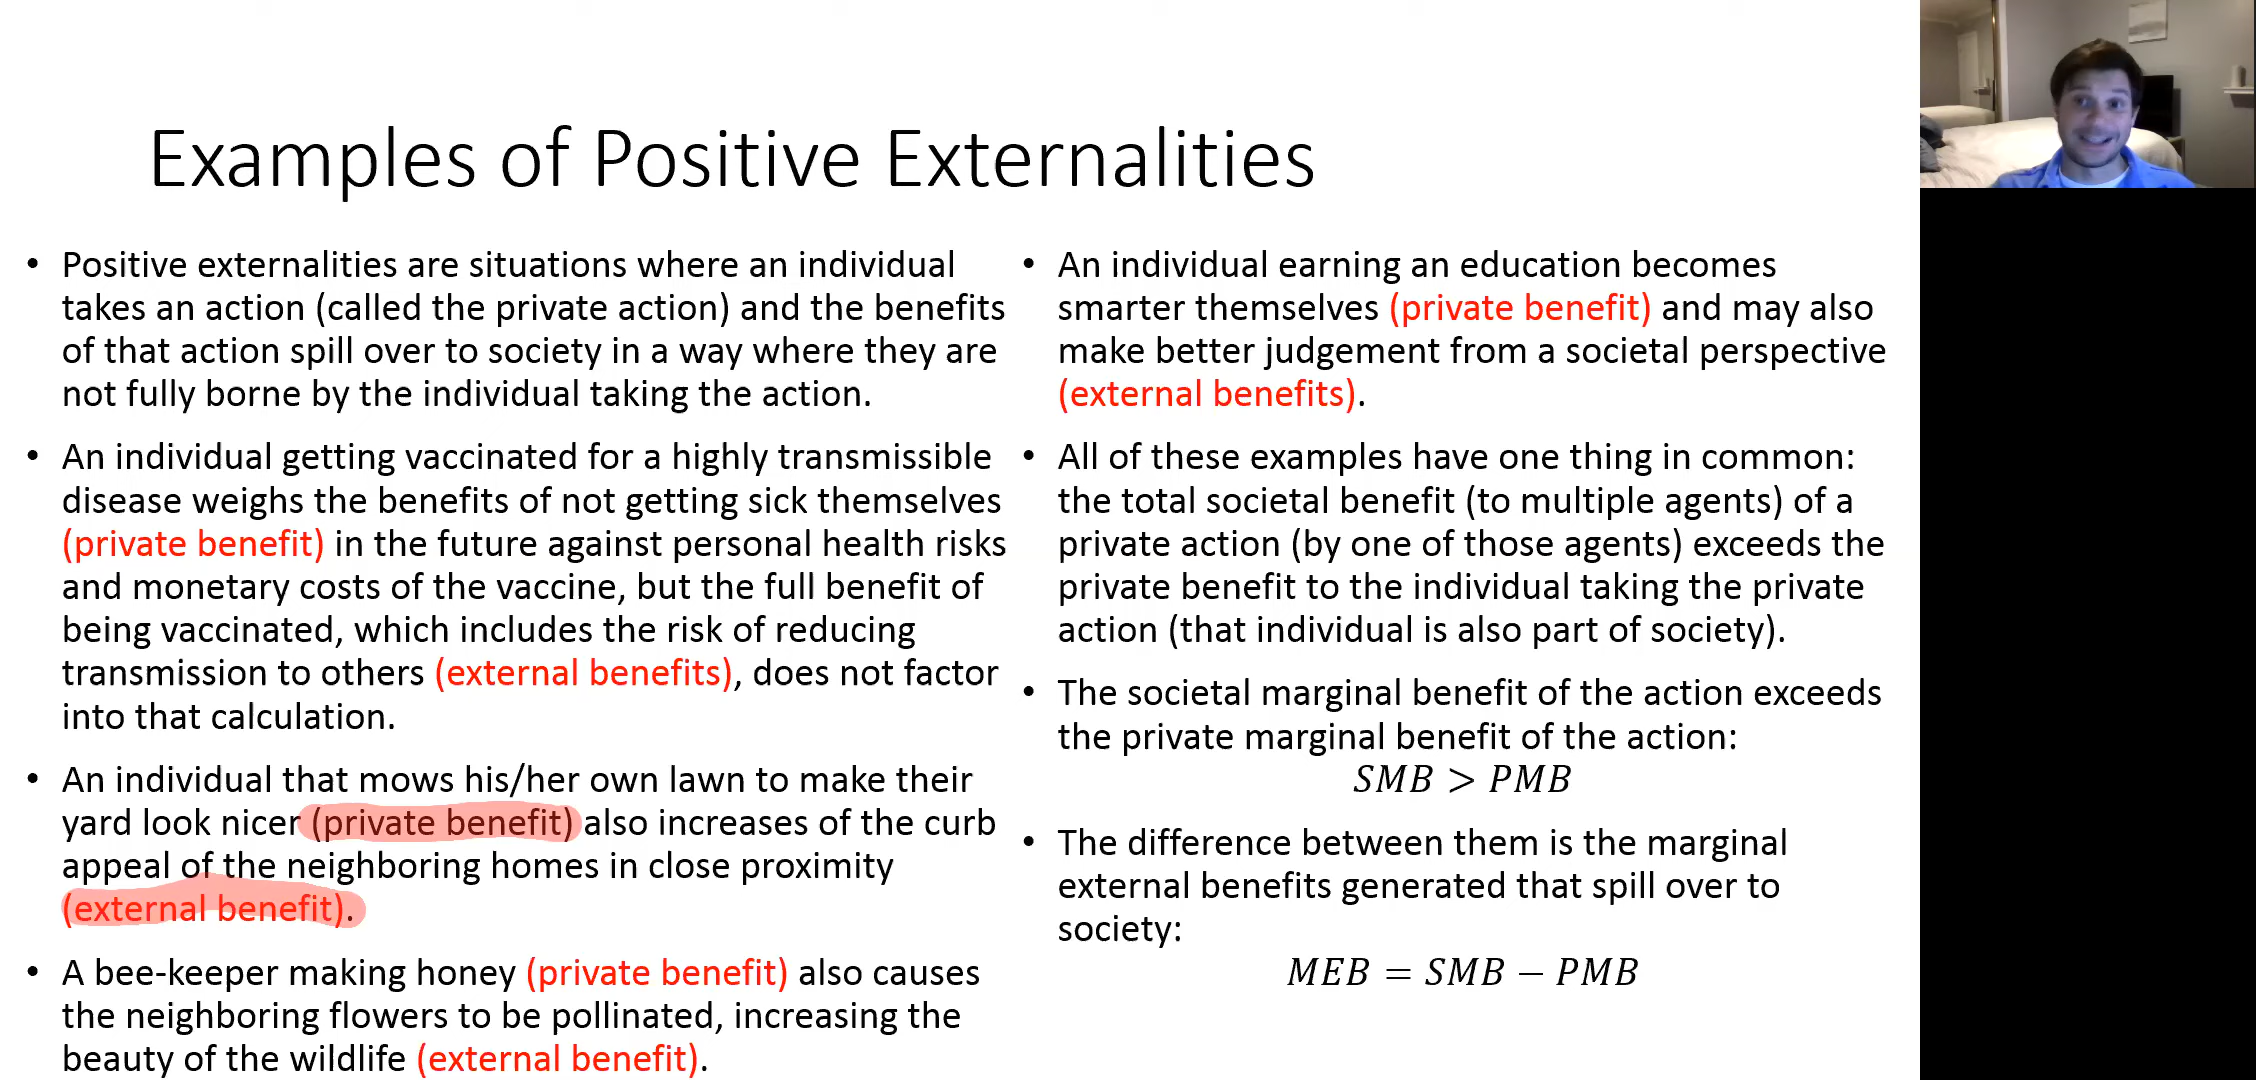 Examples of Positive Externalities
• Positive externalities are situations where an individual
takes an action (called the private action) and the benefits
of that action spill over to society in a way where they are
not fully borne by the individual taking the action.
• An individual getting vaccinated for a highly transmissible
disease weighs the benefits of not getting sick themselves
(private benefit) in the future against personal health risks
and monetary costs of the vaccine, but the full benefit of
being vaccinated, which includes the risk of reducing
transmission to others (external benefits), does not factor
into that calculation.
• An individual that mows his/her own lawn to make their
yard look nicer (private benefit) also increases of the curb
appeal of the neighboring homes in close proximity
(external benefit).
• A bee-keeper making honey (private benefit) also causes
the neighboring flowers to be pollinated, increasing the
beauty of the wildlife (external benefit).
• An individual earning an education becomes
smarter themselves (private benefit) and may also
make better judgement from a societal perspective
(external benefits).
• All of these examples have one thing in common:
the total societal benefit (to multiple agents) of a
private action (by one of those agents) exceeds the
private benefit to the individual taking the private
action (that individual is also part of society).
• The societal marginal benefit of the action exceeds
the private marginal benefit of the action:
SMB > PMB
• The difference between them is the marginal
external benefits generated that spill over to
society:
MEB = SMB − PMB